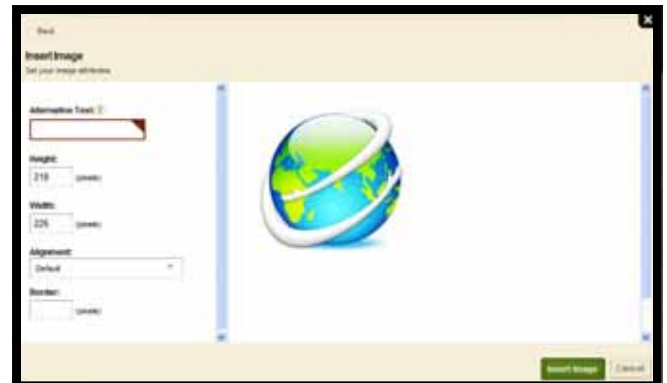 Back
Insert Image
Set your image attributes
Alternative Text:
Height:
218 (pixels)
Width:
226 (pixels)
Alignment:
Default
Border:
(pixels)
Insert Image Cancel